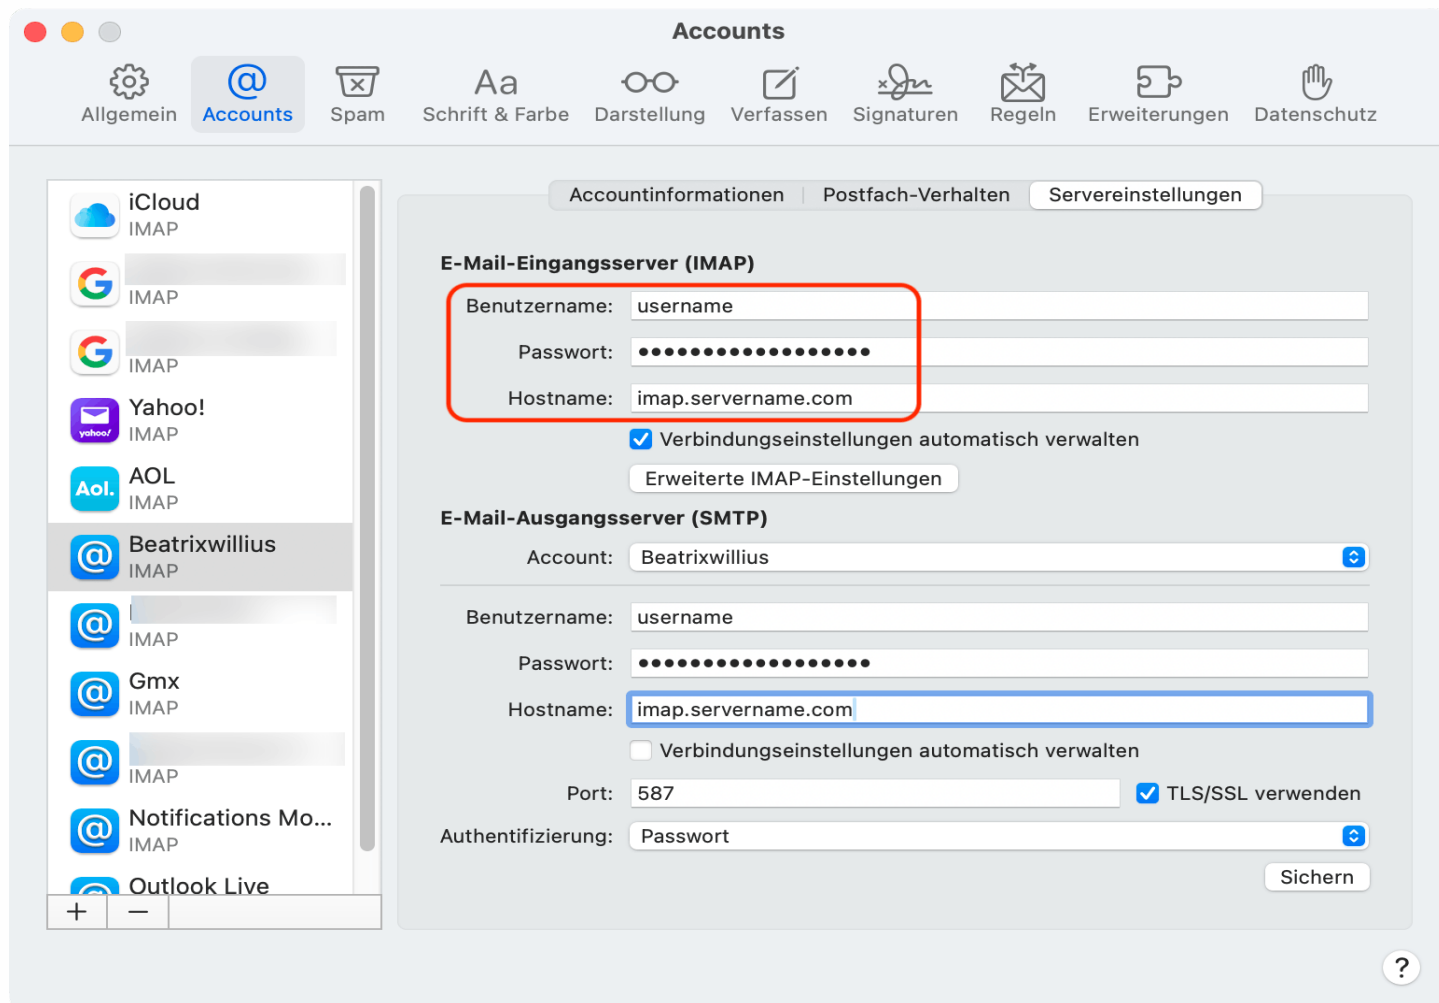 Accounts
Allgemein Accounts Spam Schrift & Farbe Darstellung Verfassen Signaturen Regeln Erweiterungen Datenschutz
Accountinformationen Postfach-Verhalten Servereinstellungen
iCloud
IMAP
IMAP
IMAP
Yahoo!
yahoo!
IMAP
Aol.
AOL
IMAP
Beatrixwillius
IMAP
IMAP
Gmx
IMAP
IMAP
Notifications Mo...
IMAP
Outlook Live
E-Mail-Eingangsserver (IMAP)
Benutzername: username
Passwort: ●●●●●●●●●●●●●●●●●●
Hostname: imap.servername.com
Verbindungseinstellungen automatisch verwalten
Erweiterte IMAP-Einstellungen
E-Mail-Ausgangsserver (SMTP)
Account: Beatrixwillius
Benutzername: username
Passwort: ●●●●●●●●●●●●●●●●●●
Hostname: imap.servername.com
Verbindungseinstellungen automatisch verwalten
Port: 587 TLS/SSL verwenden
Authentifizierung: Passwort
Sichern
?